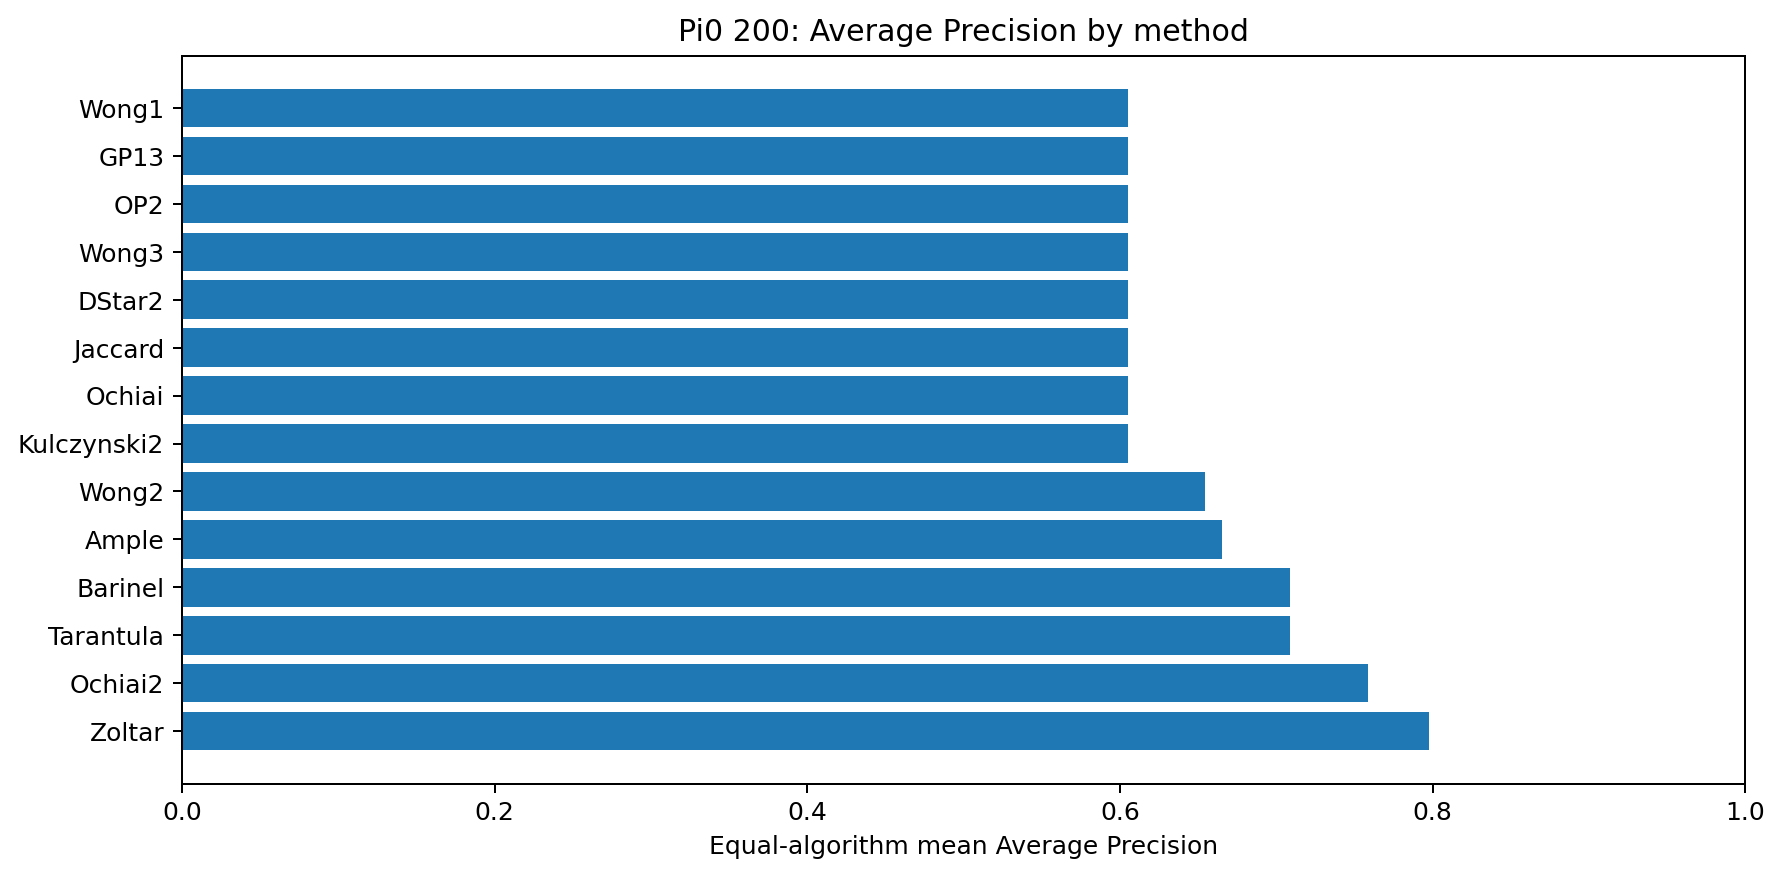 Pi0 200: Average Precision by method
Wong1
GP13
OP2
Wong3
DStar2
Jaccard
Ochiai
Kulczynski2
Wong2
Ample
Barinel
Tarantula
Ochiai2
Zoltar
0.0 0.2 0.4 0.6 0.8 1.0
Equal-algorithm mean Average Precision